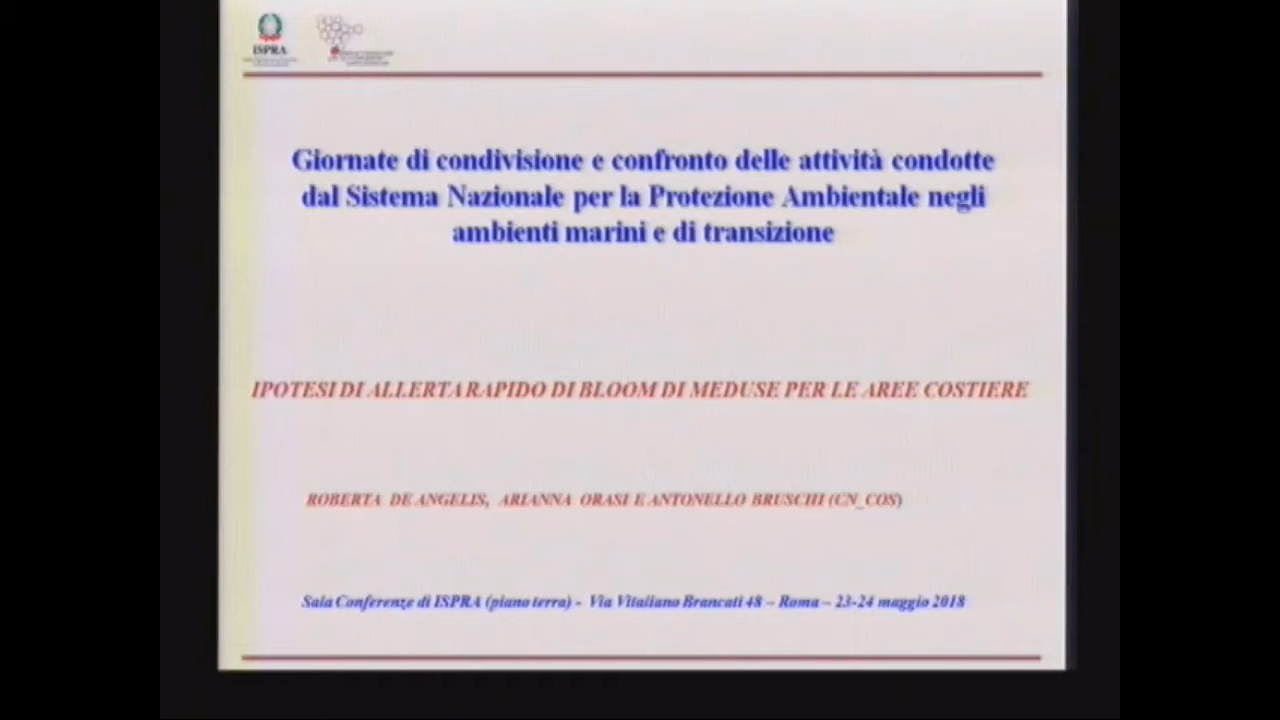 ISPRA
Giornate di condivisione e confronto delle attività condotte
dal Sistema Nazionale per la Protezione Ambientale negli
ambienti marini e di transizione
IPOTESI DI ALLERTA RAPIDO DI BLOOM DI MEDUSE PER LE AREE COSTIERE
ROBERTA DE ANGELIS, ARIANNA ORASI E ANTONELLO BRUSCHI (CN_COS)
Sala Conferenze di ISPRA (piano terra) - Via Vitaliano Brancati 48 – Roma – 23-24 maggio 2018